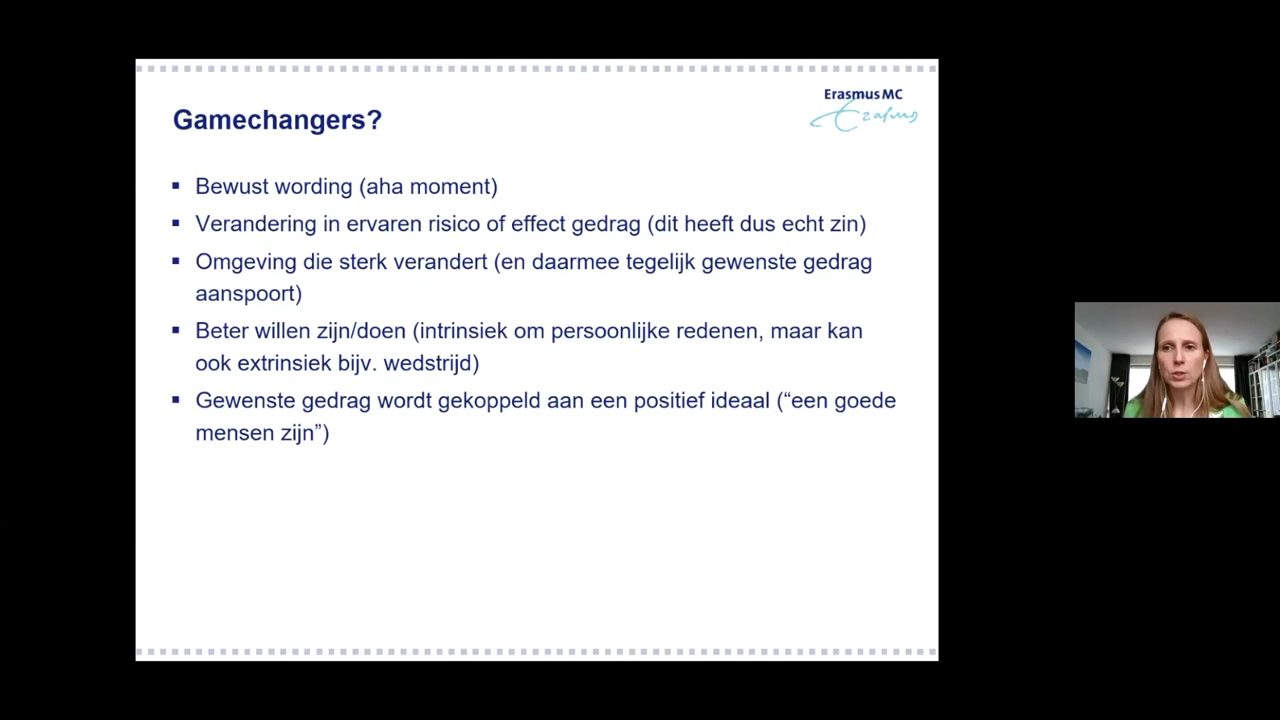 Erasmus MC
Erasmus
Gamechangers?
▪ Bewust wording (aha moment)
▪ Verandering in ervaren risico of effect gedrag (dit heeft dus echt zin)
▪ Omgeving die sterk verandert (en daarmee tegelijk gewenste gedrag
aanspoort)
▪ Beter willen zijn/doen (intrinsiek om persoonlijke redenen, maar kan
ook extrinsiek bijv. wedstrijd)
▪ Gewenste gedrag wordt gekoppeld aan een positief ideaal (“een goede
mensen zijn”)